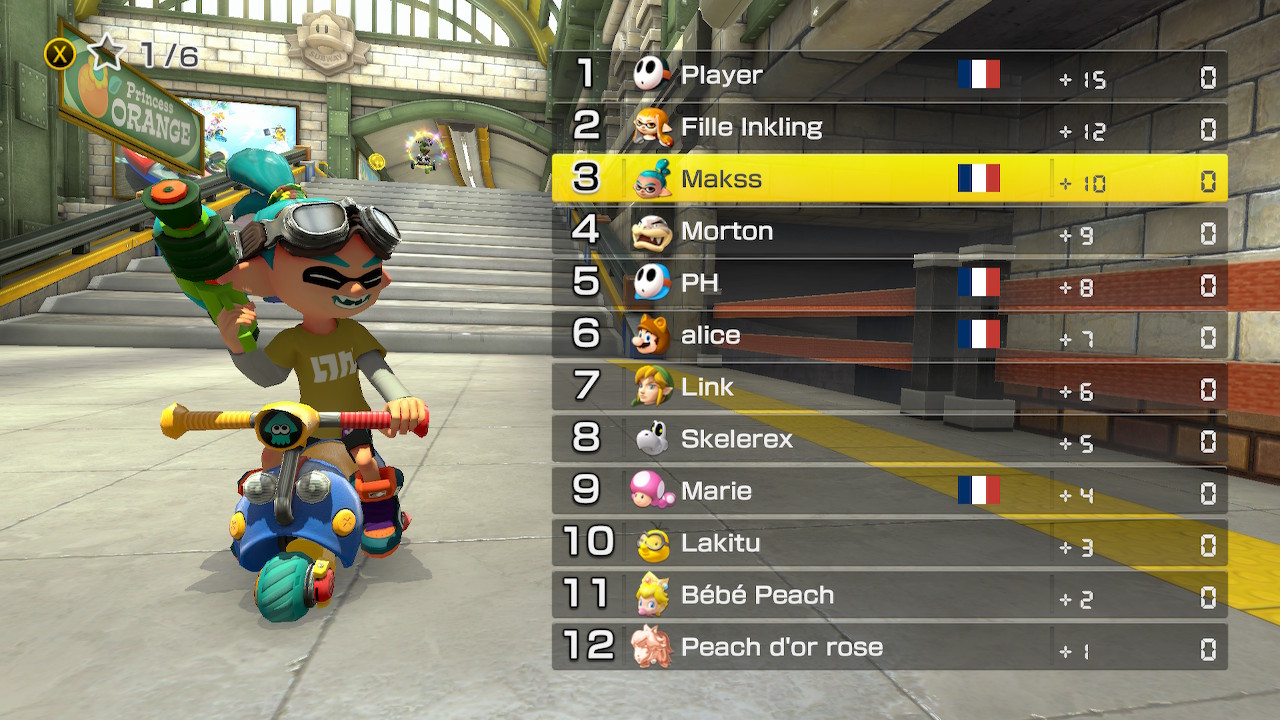 X 1/6
Princess
ORANGE
SUBWAY
1 Player + 15 0
2 Fille Inkling + 12 0
3 Makss + 10 0
4 Morton + 9 0
5 PH + 8 0
6 alice + 7 0
7 Link + 6 0
8 Skelerex + 5 0
9 Marie + 4 0
10 Lakitu + 3 0
11 Bébé Peach + 2 0
12 Peach d'or rose + 1 0